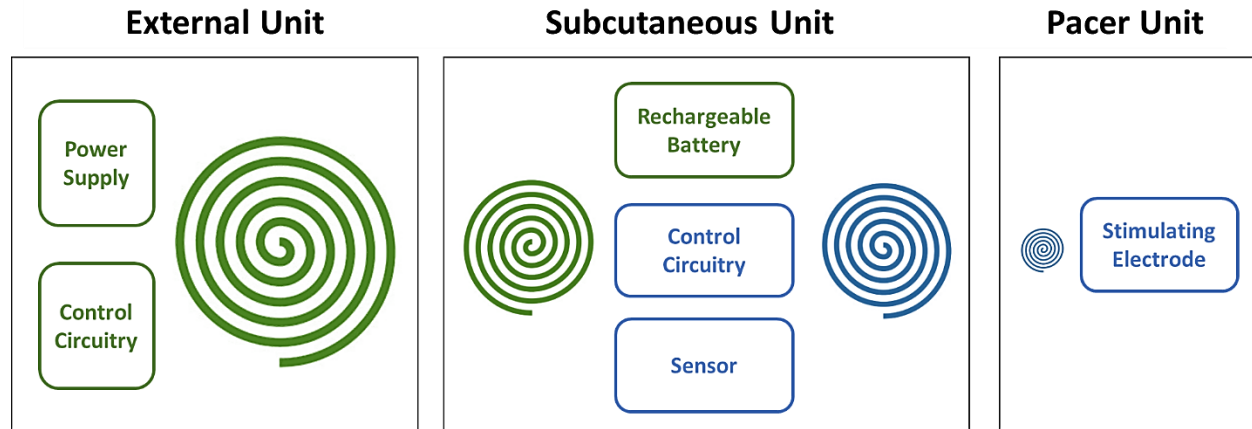 External Unit
Subcutaneous Unit
Pacer Unit
Power
Supply
Control
Circuitry
Rechargeable
Battery
Control
Circuitry
Sensor
Stimulating
Electrode